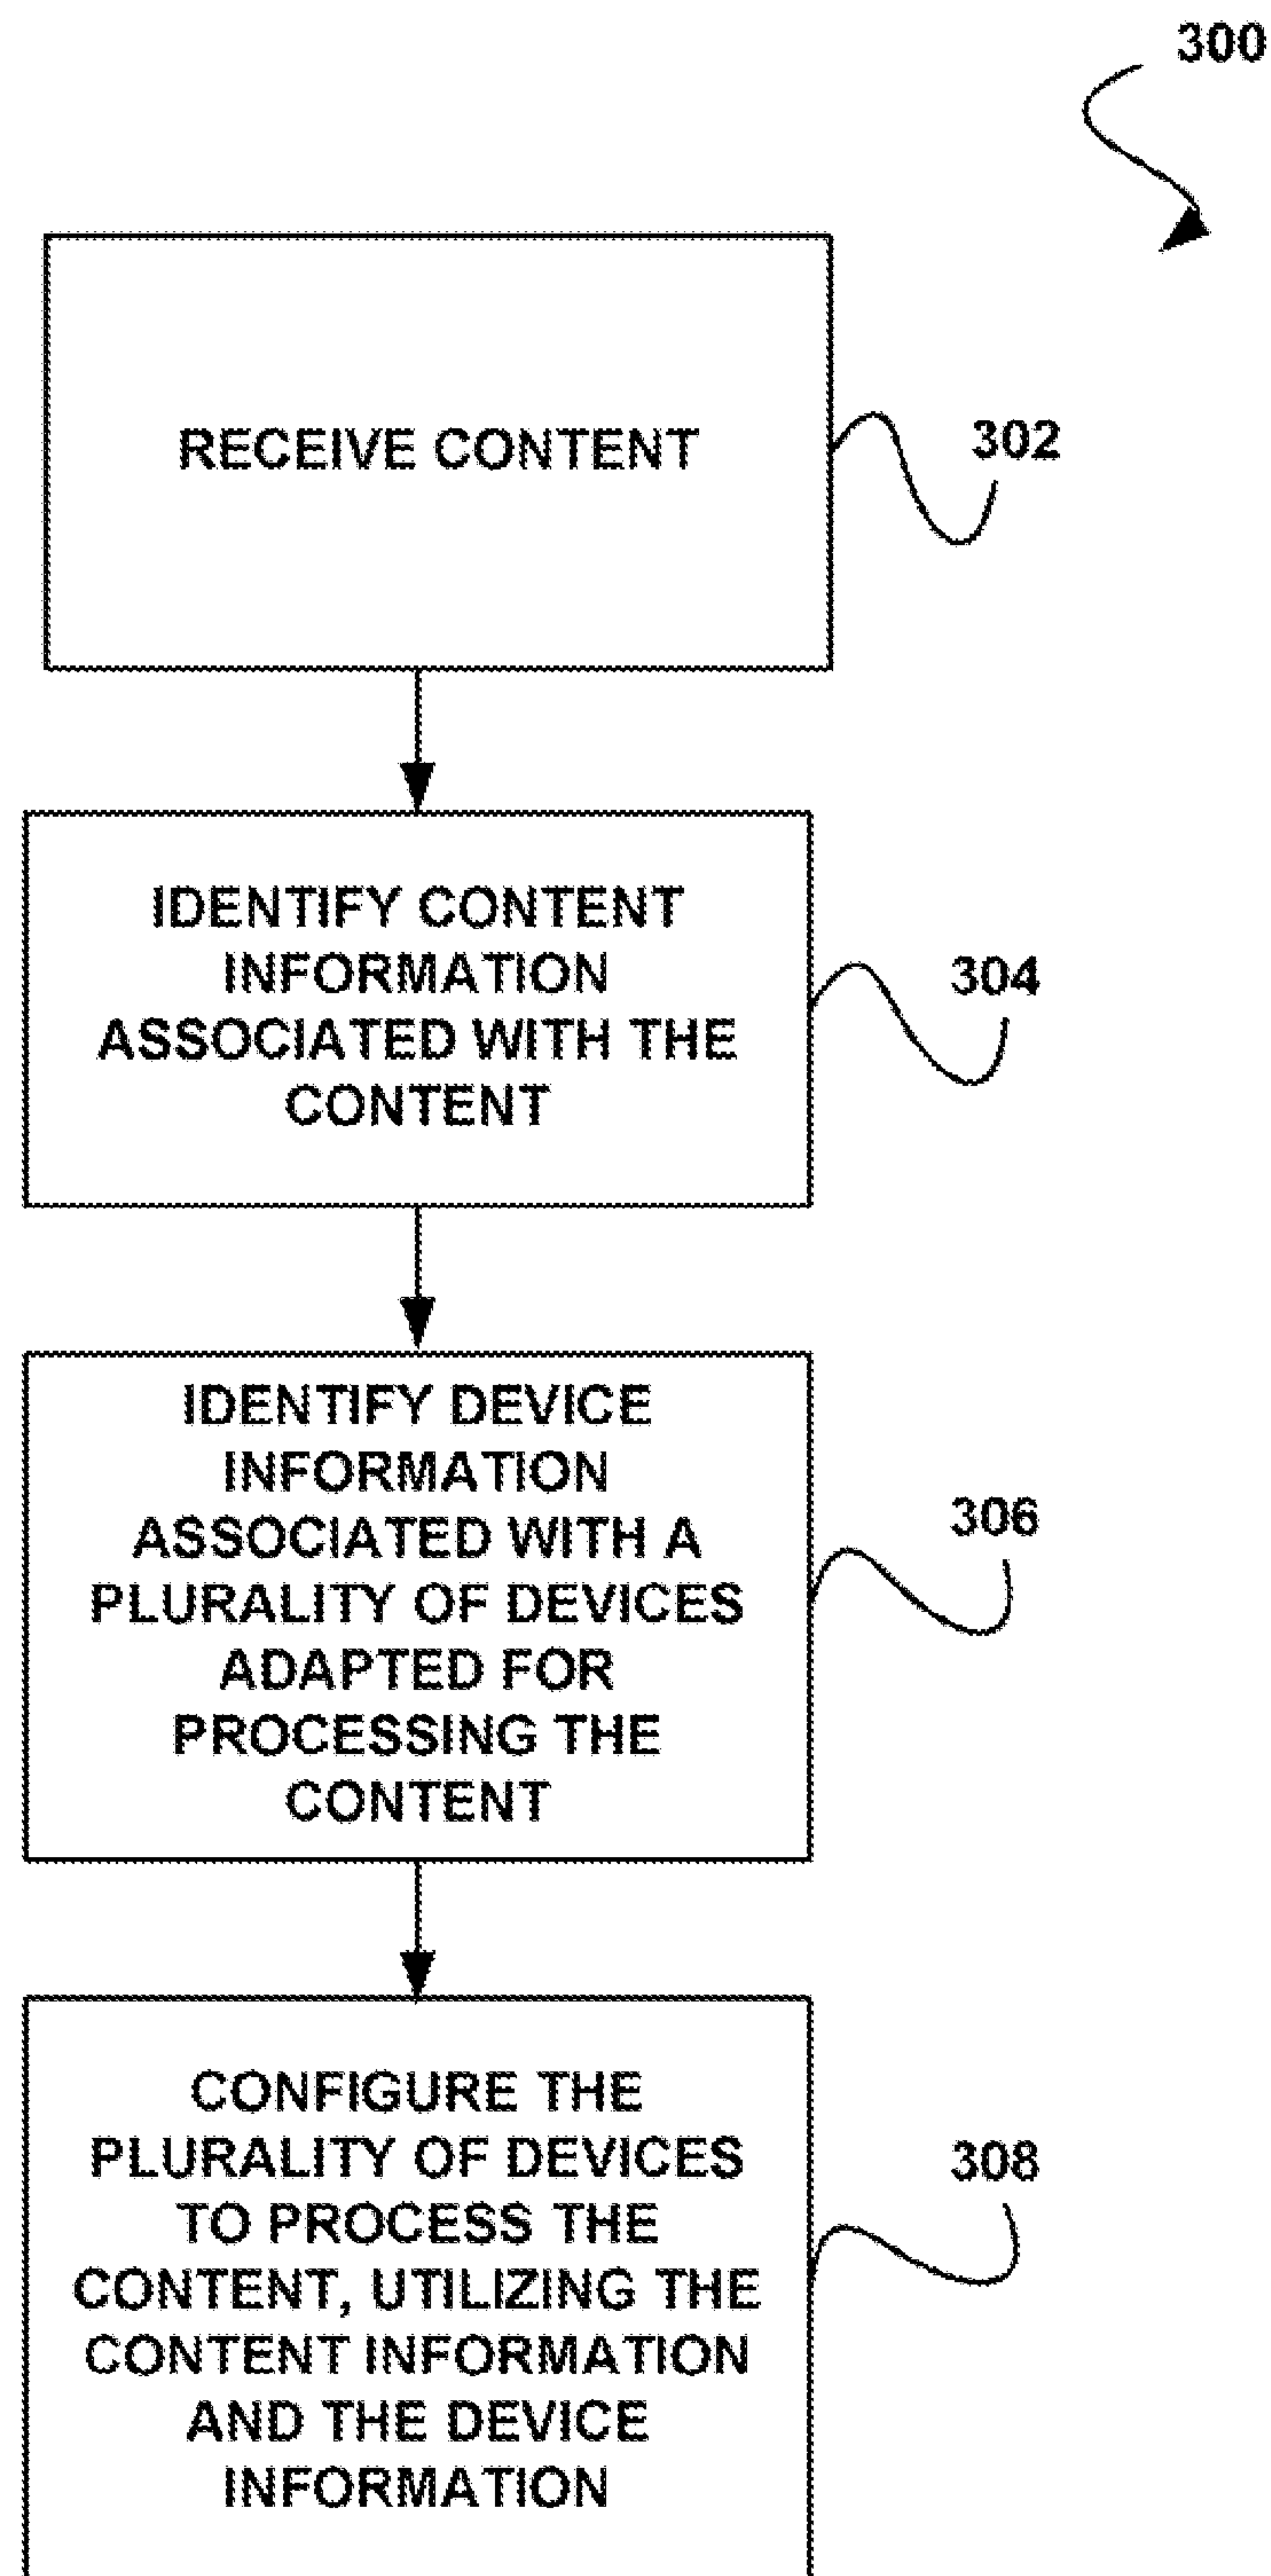 300
RECEIVE CONTENT
302
IDENTIFY CONTENT
INFORMATION
ASSOCIATED WITH THE
CONTENT
304
IDENTIFY DEVICE
INFORMATION
ASSOCIATED WITH A
PLURALITY OF DEVICES
ADAPTED FOR
PROCESSING THE
CONTENT
306
CONFIGURE THE
PLURALITY OF DEVICES
TO PROCESS THE
CONTENT, UTILIZING THE
CONTENT INFORMATION
AND THE DEVICE
INFORMATION
308